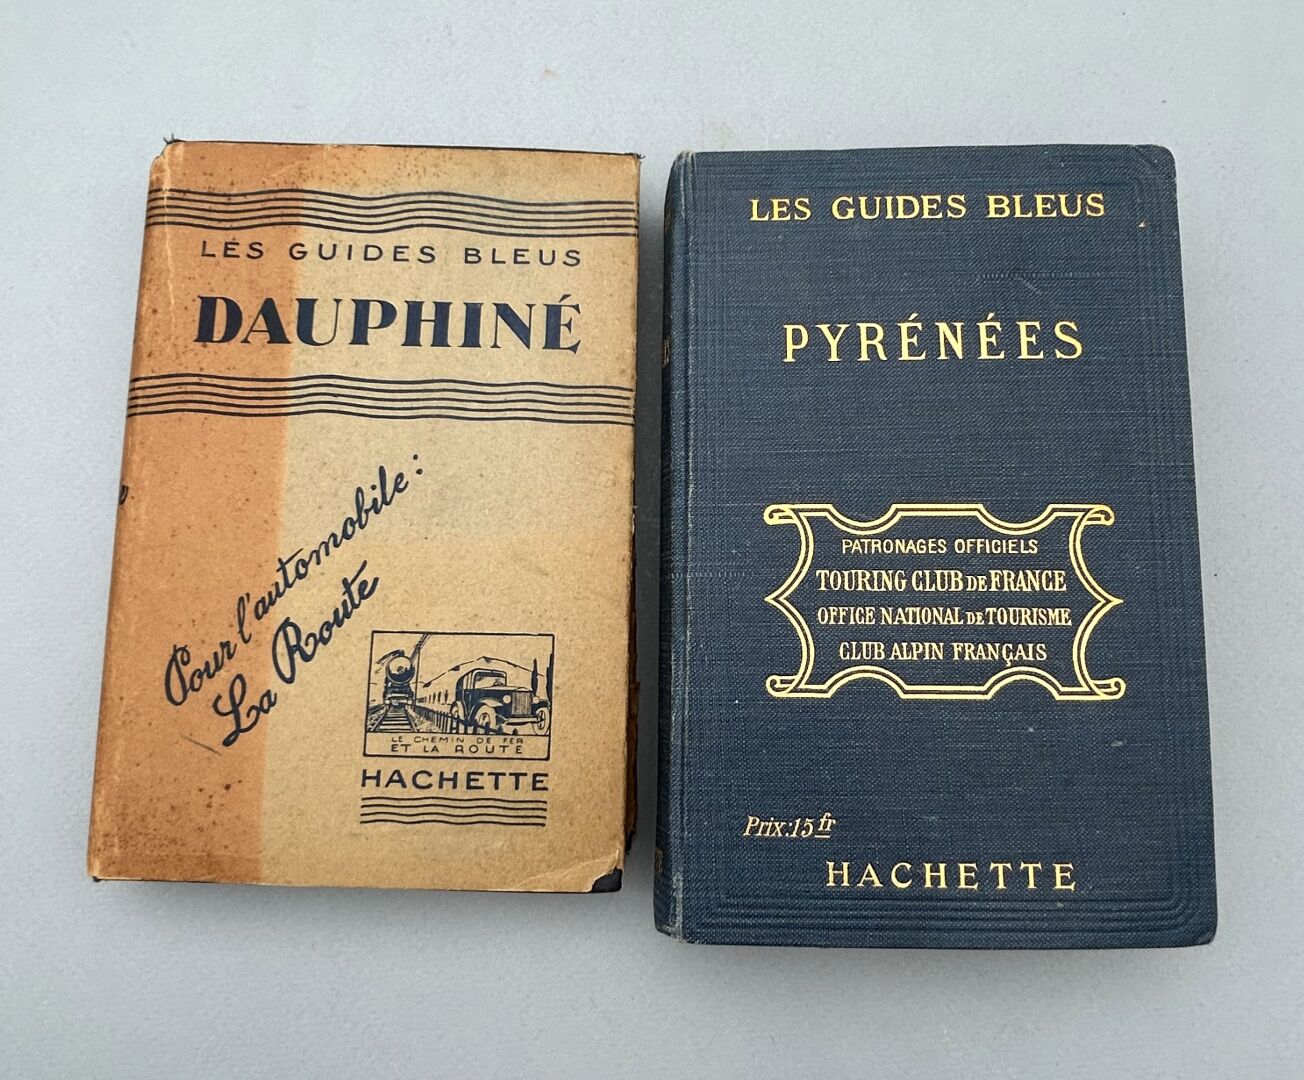 LES GUIDES BLEUS
DAUPHINÉ
Pour l'automobile:
La Route
LE CHEMIN DE FER
ET LA ROUTE
HACHETTE
LES GUIDES BLEUS
PYRÉNÉES
PATRONAGES OFFICIELS
TOURING CLUB DE FRANCE
OFFICE NATIONAL DE TOURISME
CLUB ALPIN FRANÇAIS
Prix:15 fr
HACHETTE